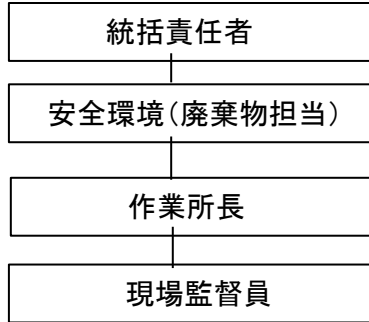 統括責任者
安全環境（廃棄物担当）
作業所長
現場監督員